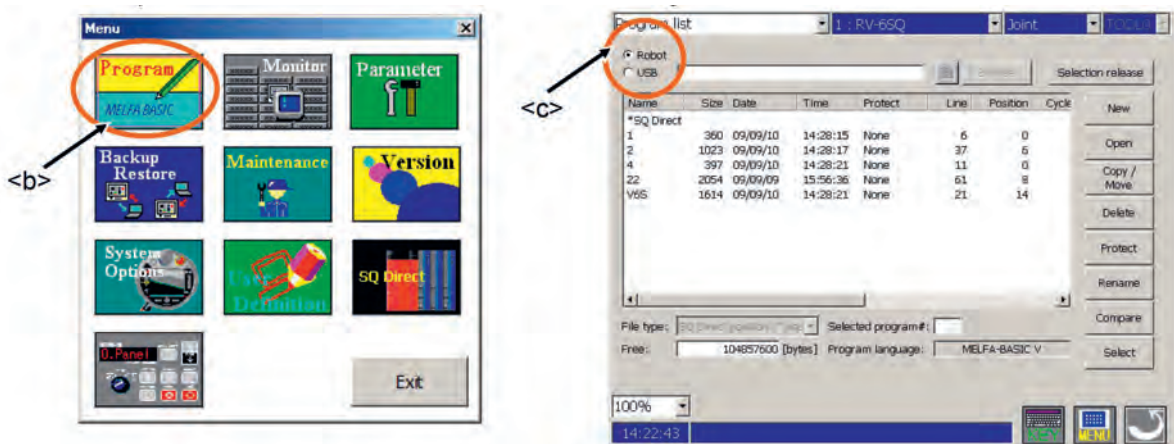 Menu
Program
MELFA BASIC
Monitor
Parameter
Backup
Restore
Maintenance
Version
System
Options
User
Definition
SQ Direct
O.Panel
Exit
<b>
Program list
1 : RV-6SQ
Joint
Robot
USB
Selection release
<c>
Name Size Date Time Protect Line Position Cycle
*SQ Direct
1 360 09/09/10 14:28:15 None 6 0
2 1023 09/09/10 14:28:17 None 37 6
4 397 09/09/10 14:28:21 None 11 0
22 2054 09/09/09 15:56:36 None 61 8
V6S 1614 09/09/10 14:28:21 None 21 14
New
Open
Copy /
Move
Delete
Protect
Rename
Compare
Select
File type: Selected program#:
Free: 104857600 [bytes] Program language: MELFA-BASIC V
100%
14:22:43
MENU